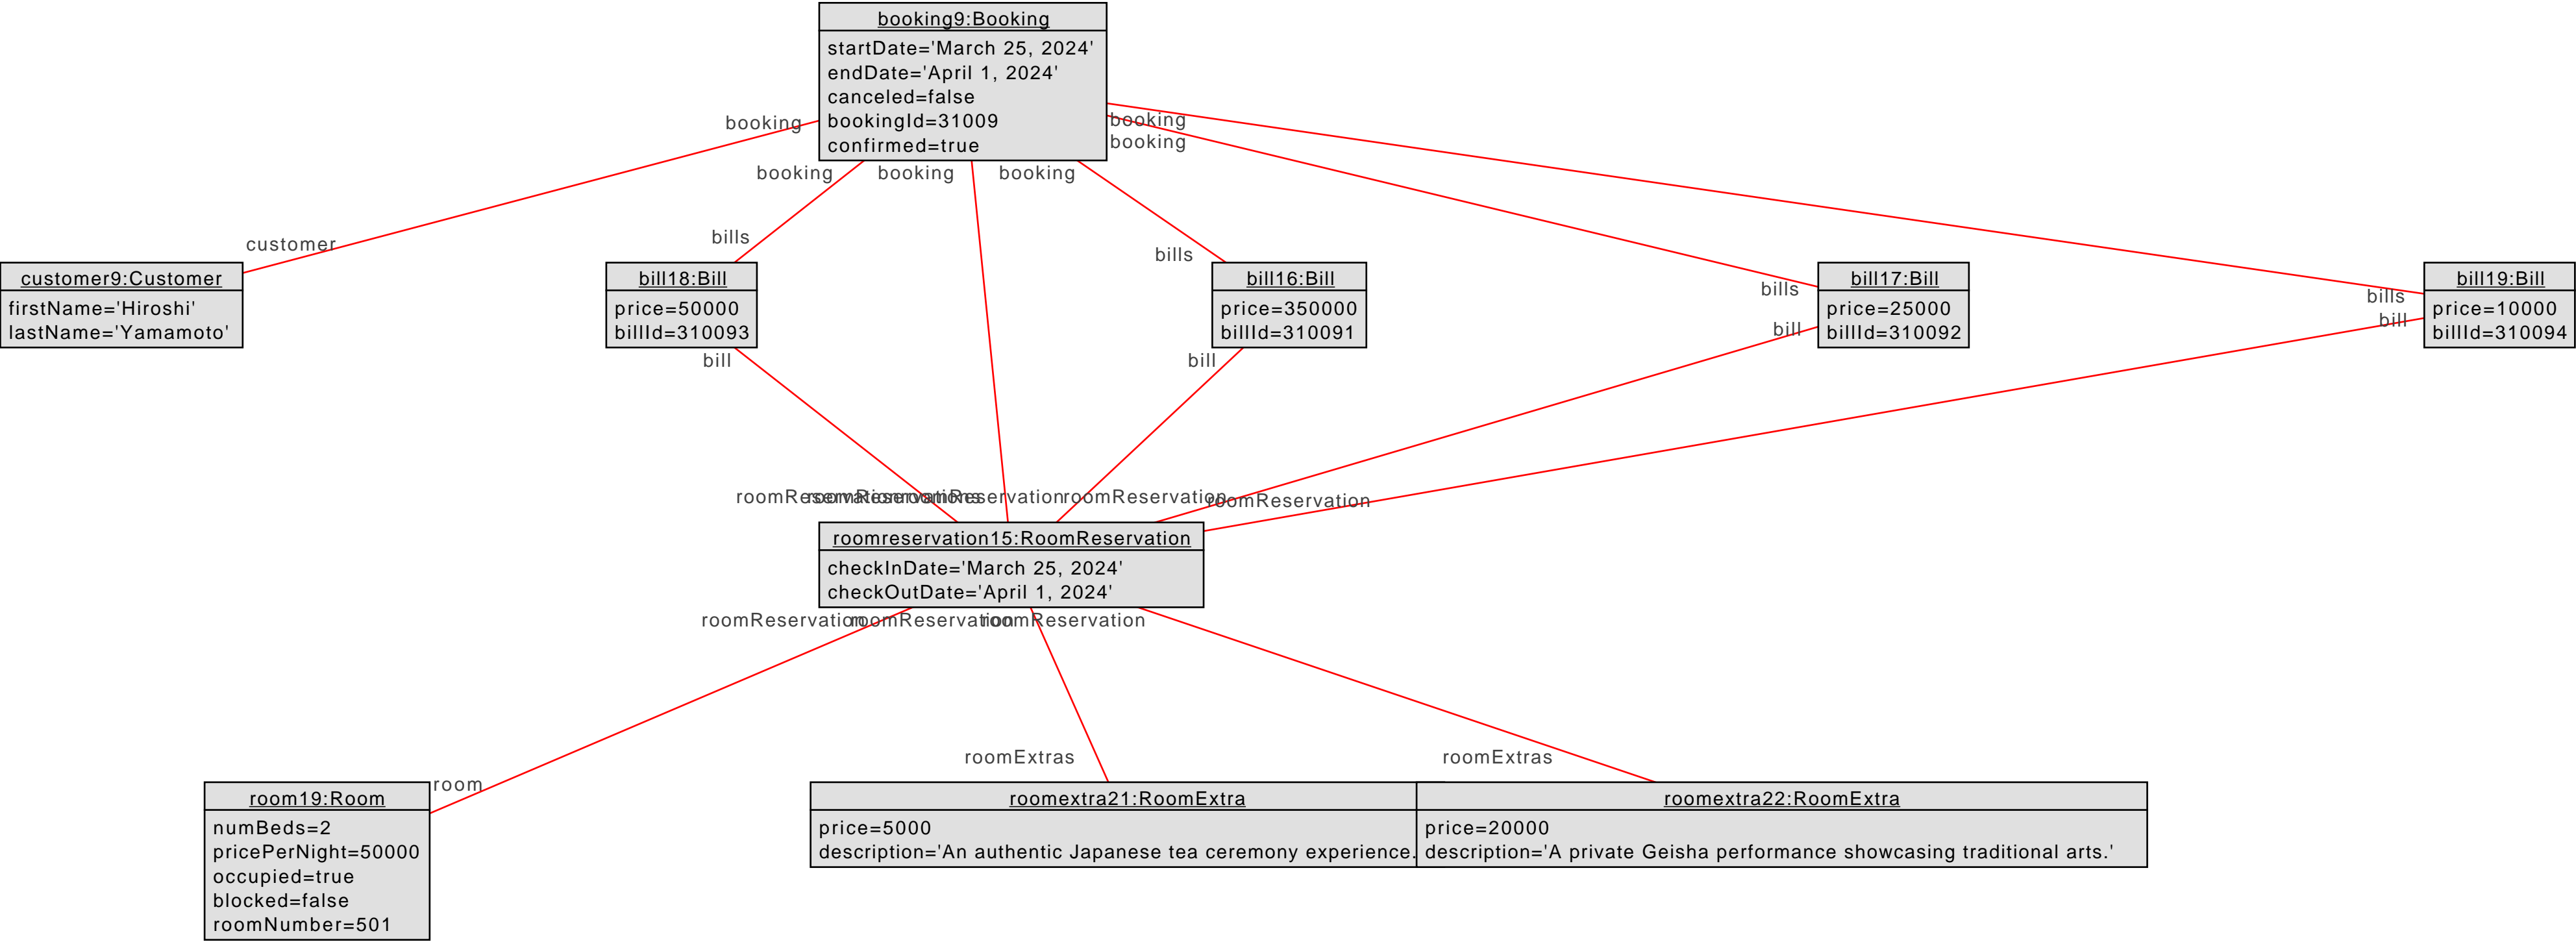 booking9:Booking
startDate='March 25, 2024'
endDate='April 1, 2024'
canceled=false
bookingId=31009
confirmed=true
booking
booking
booking
booking
booking
booking
customer
bills
bills
bills
bills
customer9:Customer
firstName='Hiroshi'
lastName='Yamamoto'
bill18:Bill
price=50000
billId=310093
bill16:Bill
price=350000
billId=310091
bill17:Bill
price=25000
billId=310092
bill19:Bill
price=10000
billId=310094
bill
bill
bill
bill
roomReservation
roomReservations
roomReservation
roomReservation
roomReservation
roomreservation15:RoomReservation
checkInDate='March 25, 2024'
checkOutDate='April 1, 2024'
roomReservation
roomReservation
roomReservation
room
roomExtras
roomExtras
room19:Room
numBeds=2
pricePerNight=50000
occupied=true
blocked=false
roomNumber=501
roomextra21:RoomExtra
price=5000
description='An authentic Japanese tea ceremony experience.
roomextra22:RoomExtra
price=20000
description='A private Geisha performance showcasing traditional arts.'